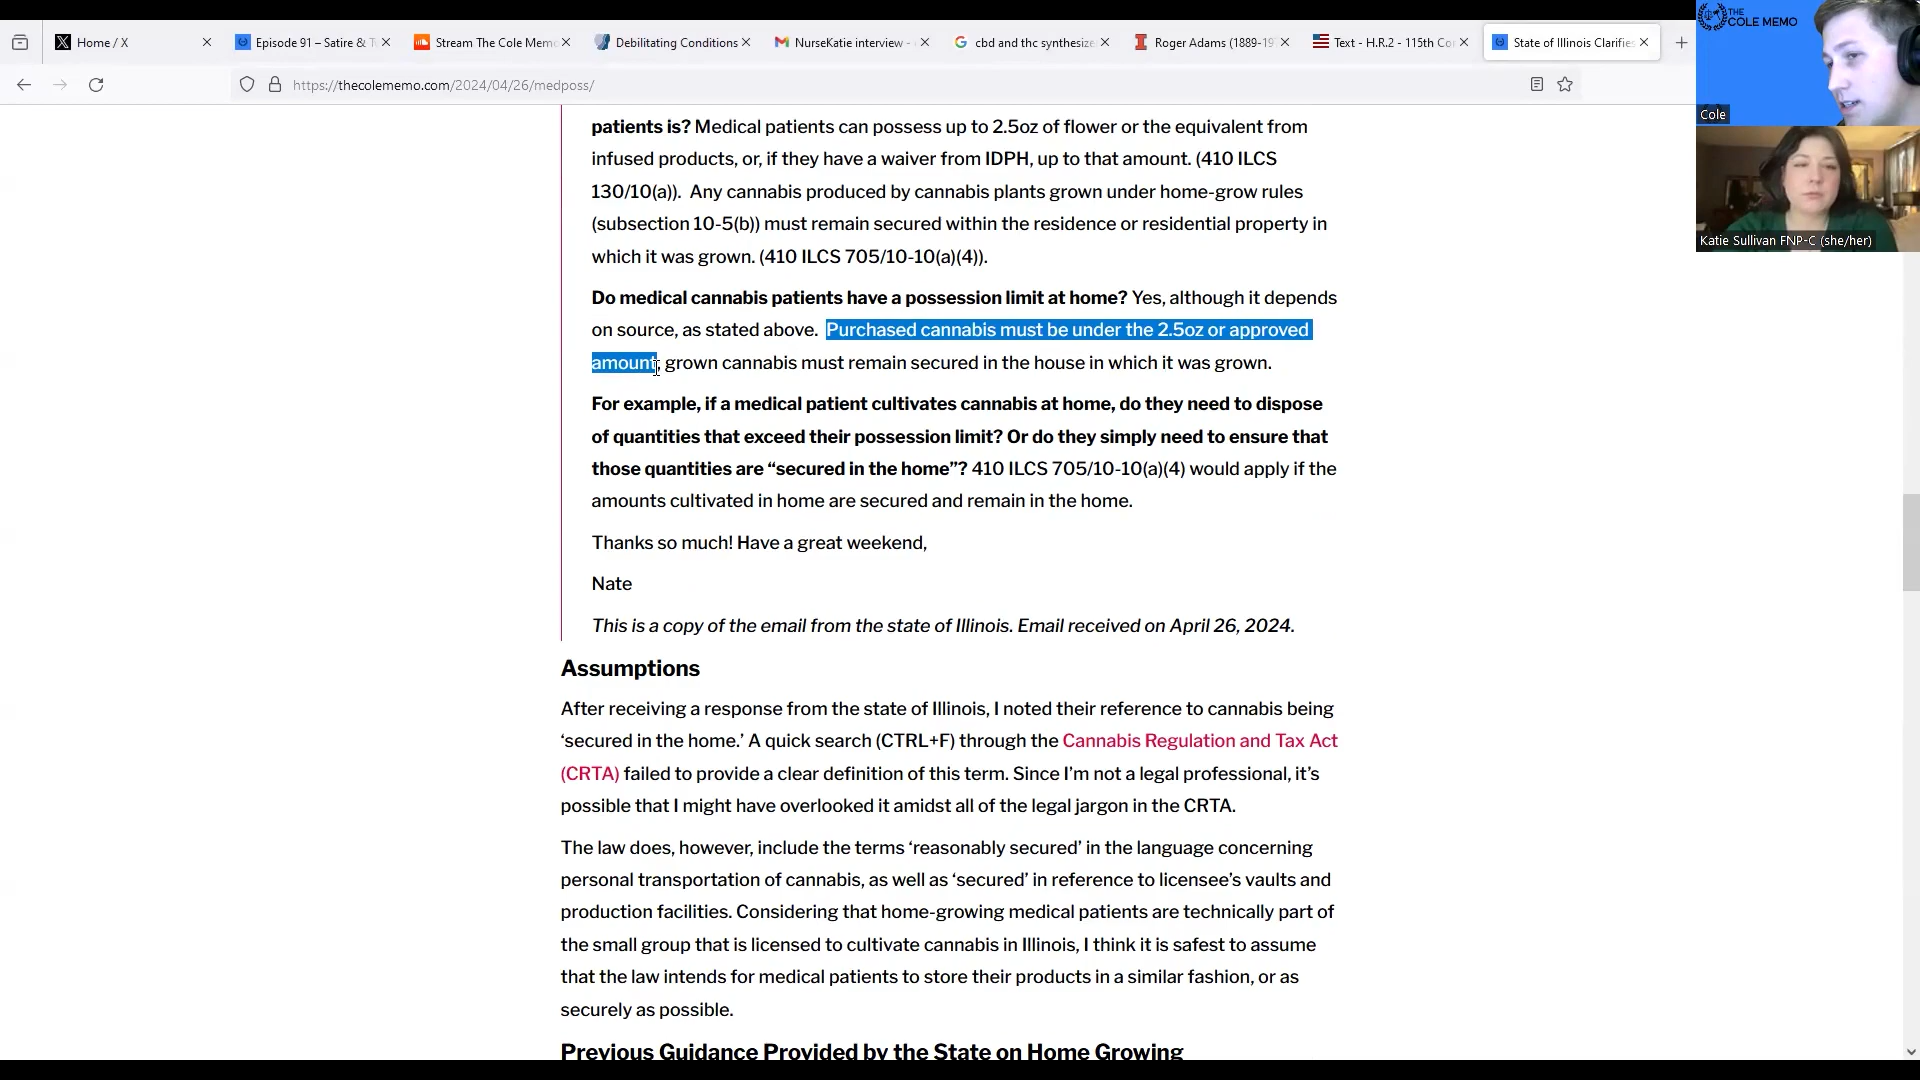 Home / X
Episode 91 – Satire & T
Stream The Cole Memo
Debilitating Conditions
NurseKatie interview -
cbd and thc synthesize
Roger Adams (1889-19
Text - H.R.2 - 115th Co
State of Illinois Clarifies
https://thecolememo.com/2024/04/26/medposs/
THE
COLE MEMO
Cole
Katie Sullivan FNP-C (she/her)
patients is? Medical patients can possess up to 2.5oz of flower or the equivalent from
infused products, or, if they have a waiver from IDPH, up to that amount. (410 ILCS
130/10(a)).  Any cannabis produced by cannabis plants grown under home-grow rules
(subsection 10-5(b)) must remain secured within the residence or residential property in
which it was grown. (410 ILCS 705/10-10(a)(4)).
Do medical cannabis patients have a possession limit at home? Yes, although it depends
on source, as stated above.  Purchased cannabis must be under the 2.5oz or approved
amount, grown cannabis must remain secured in the house in which it was grown.
For example, if a medical patient cultivates cannabis at home, do they need to dispose
of quantities that exceed their possession limit? Or do they simply need to ensure that
those quantities are “secured in the home”? 410 ILCS 705/10-10(a)(4) would apply if the
amounts cultivated in home are secured and remain in the home.
Thanks so much! Have a great weekend,
Nate
This is a copy of the email from the state of Illinois. Email received on April 26, 2024.
Assumptions
After receiving a response from the state of Illinois, I noted their reference to cannabis being
‘secured in the home.’ A quick search (CTRL+F) through the Cannabis Regulation and Tax Act
(CRTA) failed to provide a clear definition of this term. Since I’m not a legal professional, it’s
possible that I might have overlooked it amidst all of the legal jargon in the CRTA.
The law does, however, include the terms ‘reasonably secured’ in the language concerning
personal transportation of cannabis, as well as ‘secured’ in reference to licensee’s vaults and
production facilities. Considering that home-growing medical patients are technically part of
the small group that is licensed to cultivate cannabis in Illinois, I think it is safest to assume
that the law intends for medical patients to store their products in a similar fashion, or as
securely as possible.
Previous Guidance Provided by the State on Home Growing